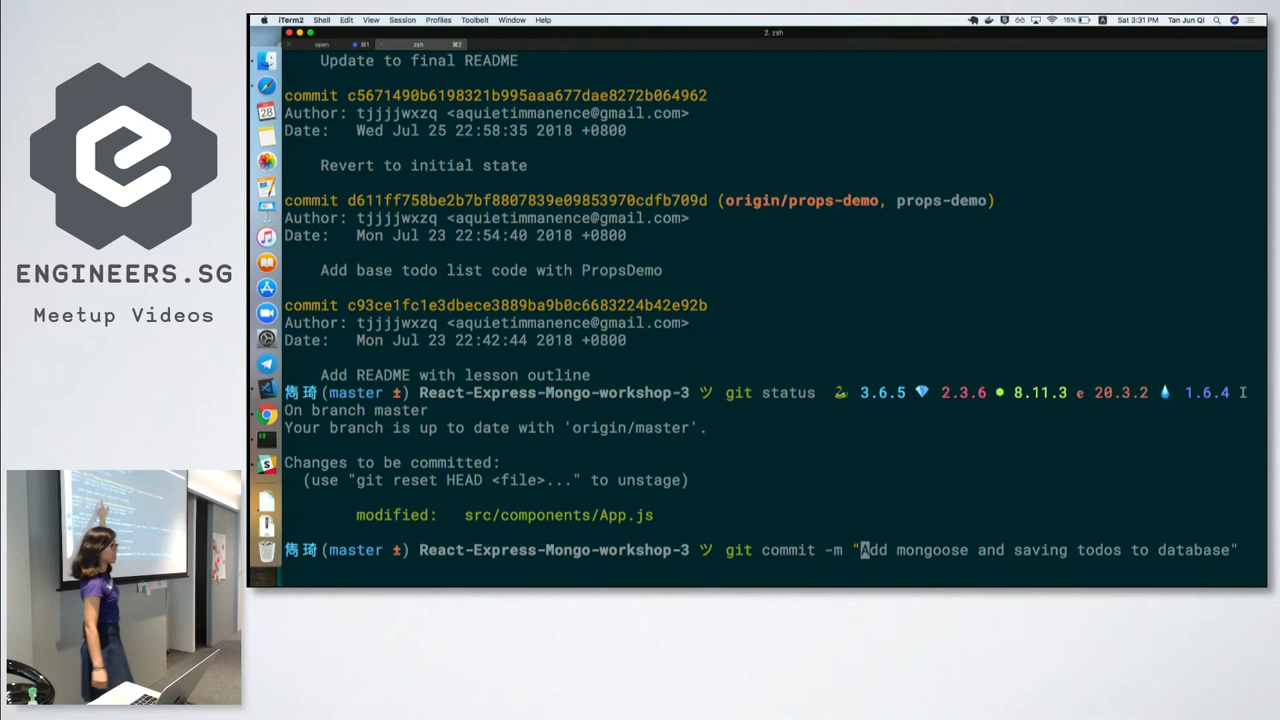 iTerm2 Shell Edit View Session Profiles Toolbelt Window Help 15% A Sat 3:31 PM Tan Jun Qi
2. zsh
open ⌘1 zsh ⌘2
Update to final README
commit c5671490b6198321b995aaa677dae8272b064962
Author: tjjjjwxzq <aquietimmanence@gmail.com>
Date: Wed Jul 25 22:58:35 2018 +0800
Revert to initial state
commit d611ff758be2b7bf8807839e09853970cdfb709d (origin/props-demo, props-demo)
Author: tjjjjwxzq <aquietimmanence@gmail.com>
Date: Mon Jul 23 22:54:40 2018 +0800
Add base todo list code with PropsDemo
commit c93ce1fc1e3dbece3889ba9b0c6683224b42e92b
Author: tjjjjwxzq <aquietimmanence@gmail.com>
Date: Mon Jul 23 22:42:44 2018 +0800
Add README with lesson outline
雋琦(master ±) React-Express-Mongo-workshop-3 ツ git status 🐍 3.6.5 💎 2.3.6 ⬢ 8.11.3 e 20.3.2 💧 1.6.4
On branch master
Your branch is up to date with 'origin/master'.
Changes to be committed:
(use "git reset HEAD <file>..." to unstage)
modified: src/components/App.js
雋琦(master ±) React-Express-Mongo-workshop-3 ツ git commit -m "Add mongoose and saving todos to database"
28
ENGINEERS.SG
Meetup Videos